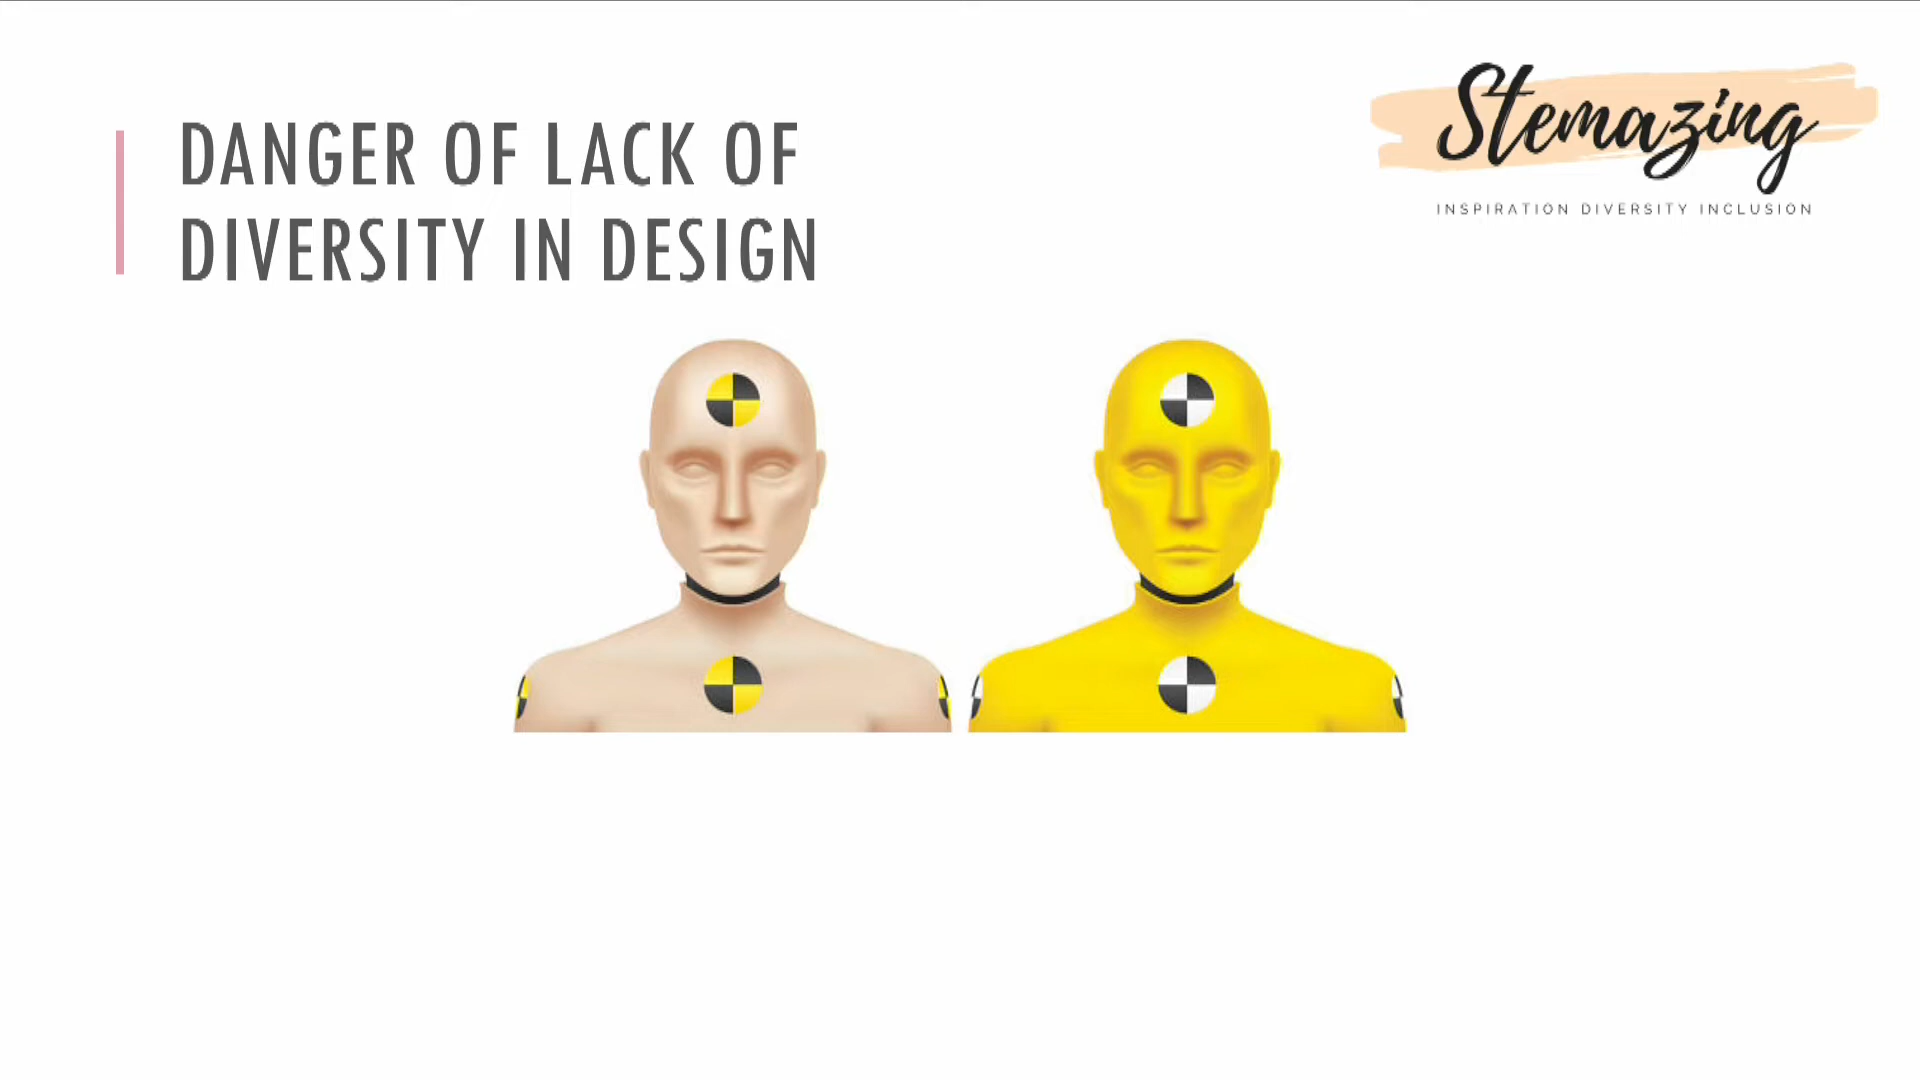 DANGER OF LACK OF
DIVERSITY IN DESIGN
Stemazing
INSPIRATION DIVERSITY INCLUSION